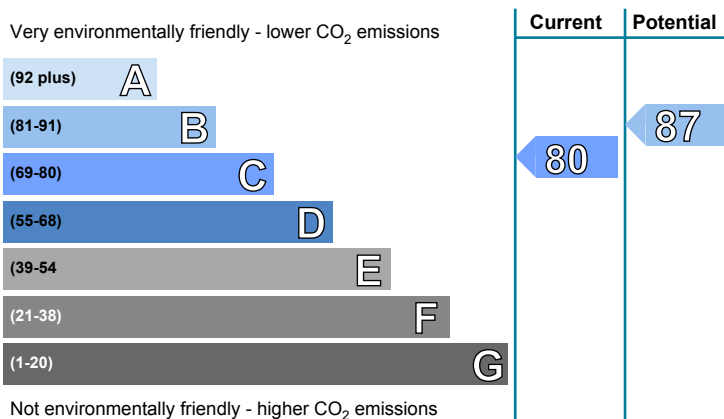 Current Potential
Very environmentally friendly - lower CO2 emissions
(92 plus) A
(81-91) B
87
(69-80) C
80
(55-68) D
(39-54 E
(21-38) F
(1-20) G
Not environmentally friendly - higher CO2 emissions